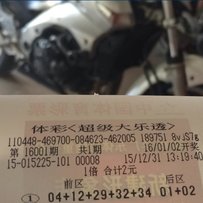 体彩<超级大乐透>
110448-469700-084623-462005 189751 8vjS7g
第 16001期 共1期 16/01/02开奖
15-015225-101 00008 15/12/31 13:19:40
1倍 合计2元
前区 后区
① 04+12+29+32+34 01+02